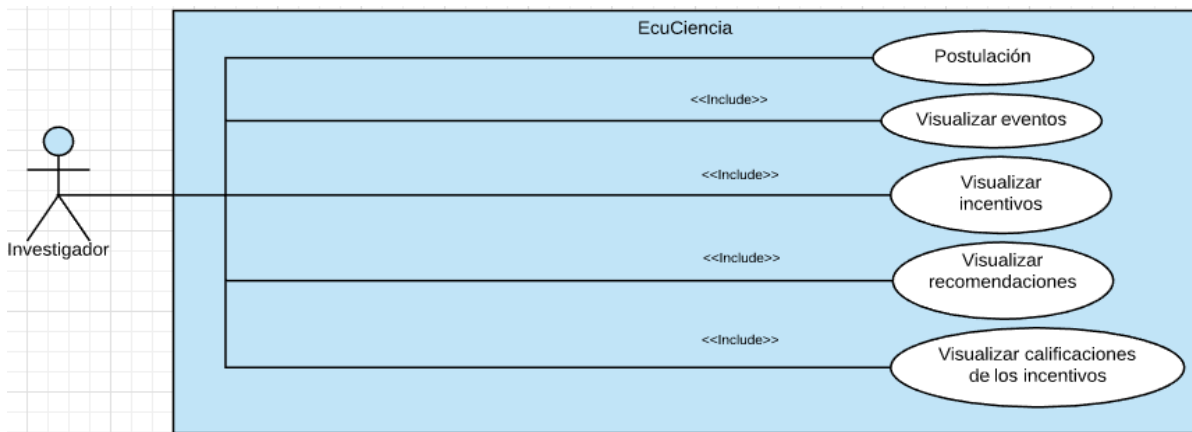 EcuCiencia
Postulación
<<Include>>
Visualizar eventos
<<Include>>
Visualizar
incentivos
Investigador
<<Include>>
Visualizar
recomendaciones
<<Include>>
Visualizar calificaciones
de los incentivos